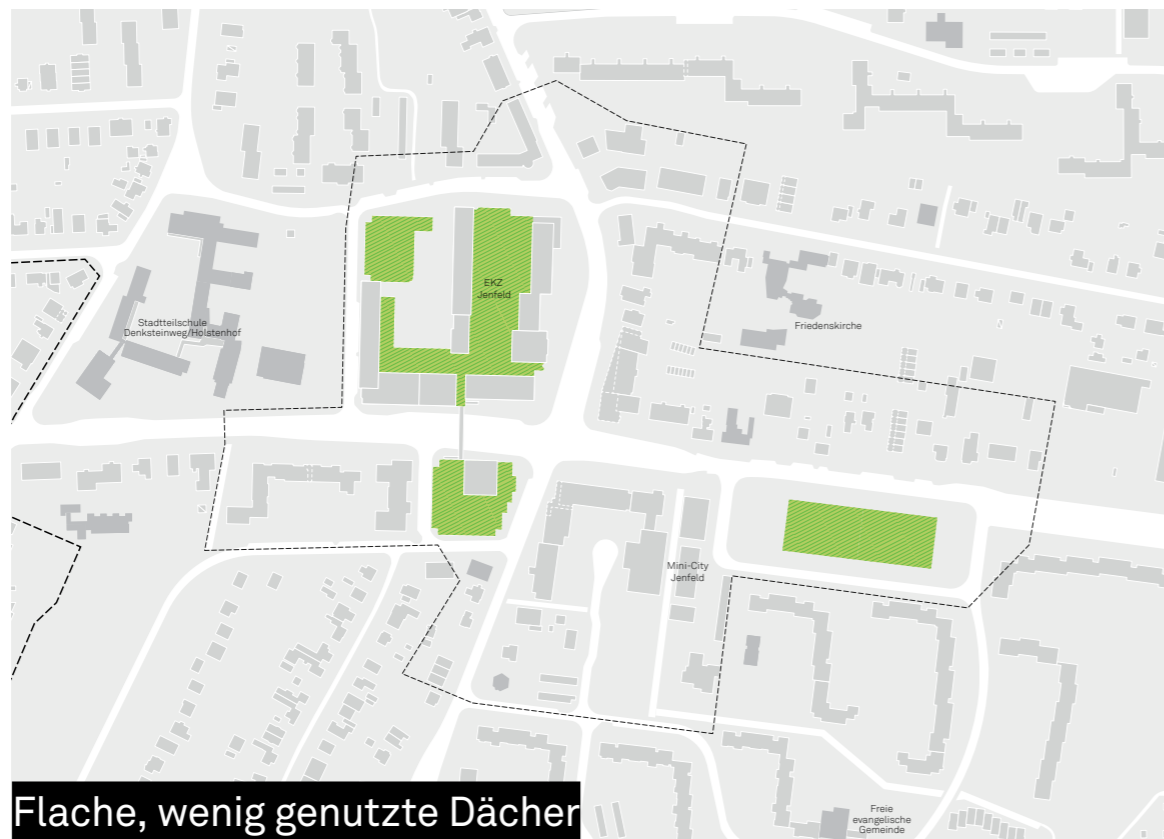 EKZ
Jenfeld
Stadtteilschule
Denksteinweg/Holstenhof
Friedenskirche
Mini-City
Jenfeld
Flache, wenig genutzte Dächer
Freie
evangelische
Gemeinde